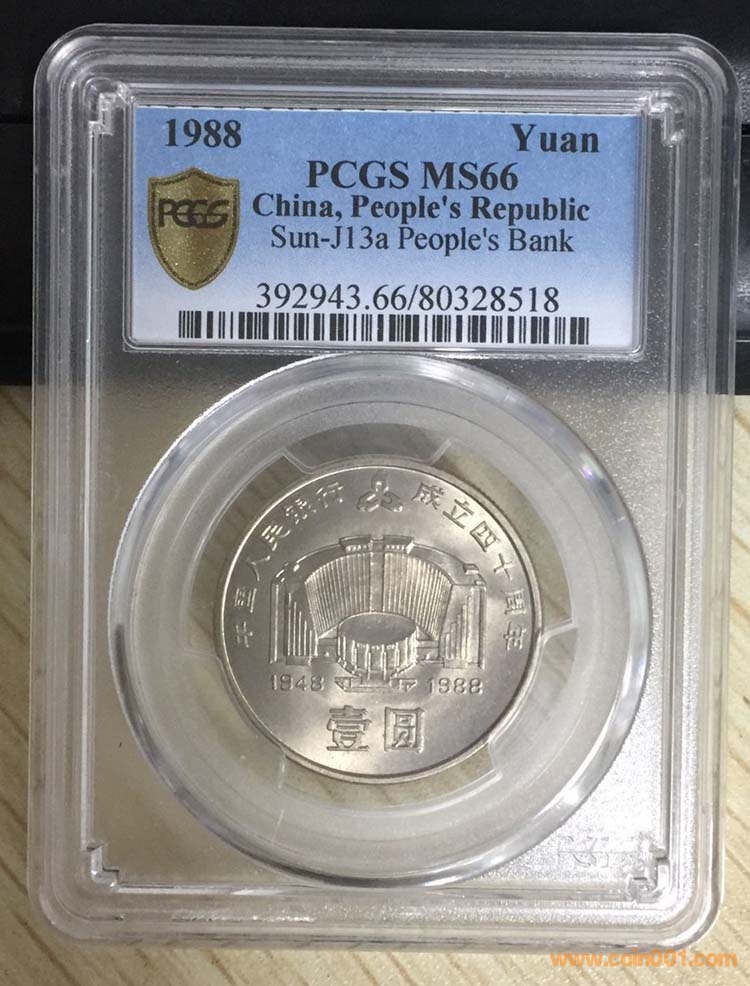 1988 Yuan
PCGS MS66
PCGS
China, People's Republic
Sun-J13a People's Bank
392943.66/80328518
中国人民银行 成立四十周年
1948 1988
壹圆
www.coin001.com